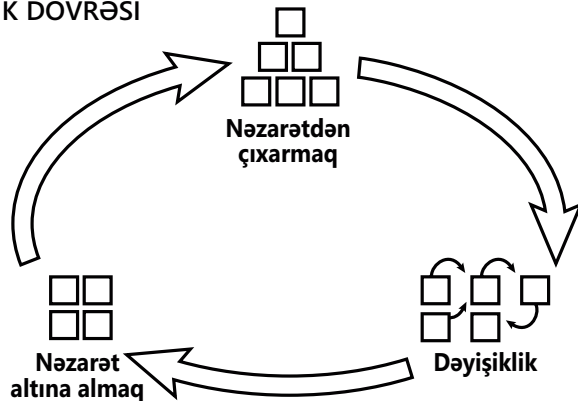 K DÖVRƏSİ
Nəzarətdən
çıxarmaq
Dəyişiklik
Nəzarət
altına almaq